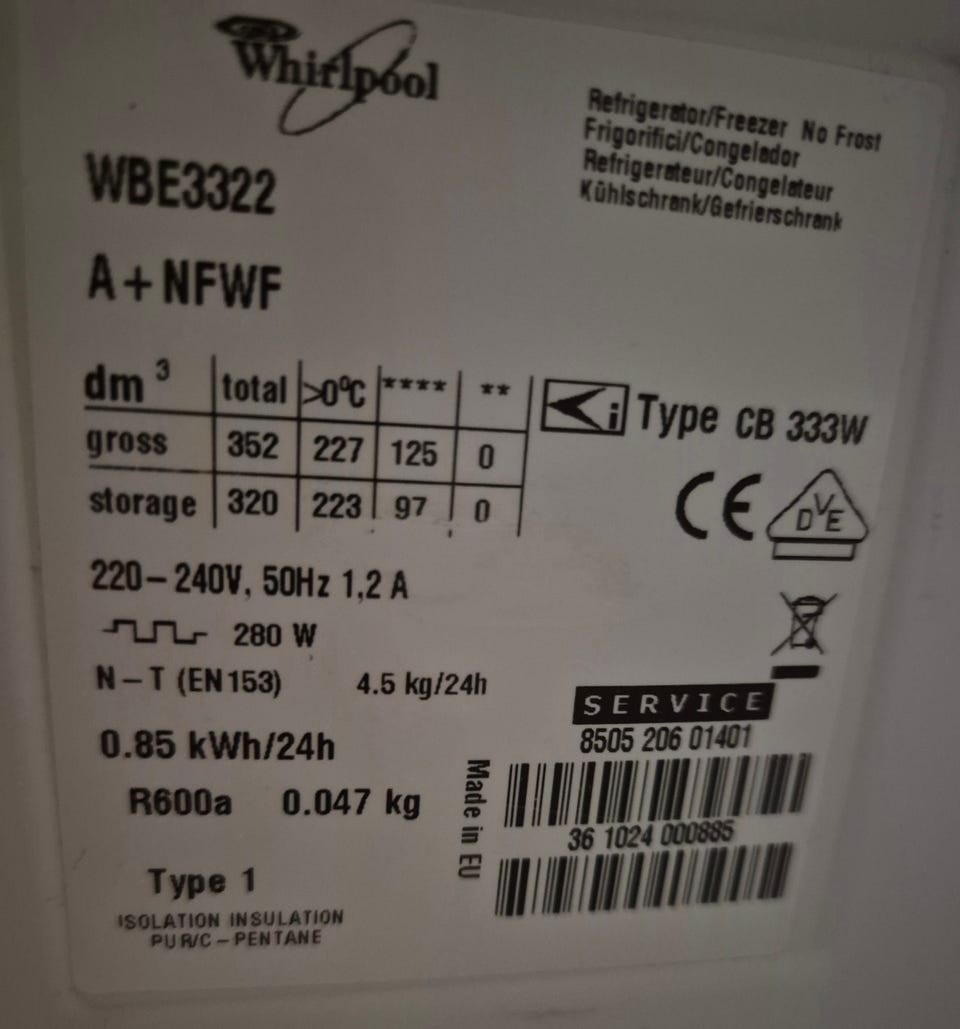 Whirlpool
Refrigerator/Freezer No Frost
Frigorifici/Congelador
Refrigerateur/Congelateur
Kühlschrank/Gefrierschrank
WBE3322
A+NFWF
dm³ total >0°C **** **
gross 352 227 125 0
storage 320 223 97 0
i Type CB 333W
CE
DVE
220-240V, 50Hz 1,2 A
280 W
N-T (EN153) 4.5 kg/24h
0.85 kWh/24h
R600a 0.047 kg
SERVICE
8505 206 01401
36 1024 000885
Made in EU
Type 1
ISOLATION INSULATION
PUR/C-PENTANE